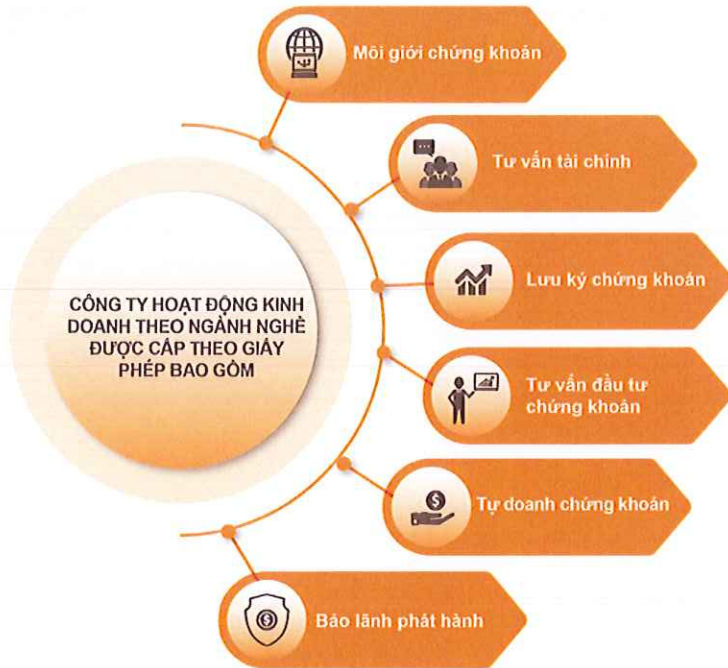 Môi giới chứng khoán
Tư vấn tài chính
Lưu ký chứng khoán
CÔNG TY HOẠT ĐỘNG KINH
DOANH THEO NGÀNH NGHỀ
ĐƯỢC CẤP THEO GIẤY
PHÉP BAO GỒM
Tư vấn đầu tư
chứng khoán
Tự doanh chứng khoán
Bảo lãnh phát hành